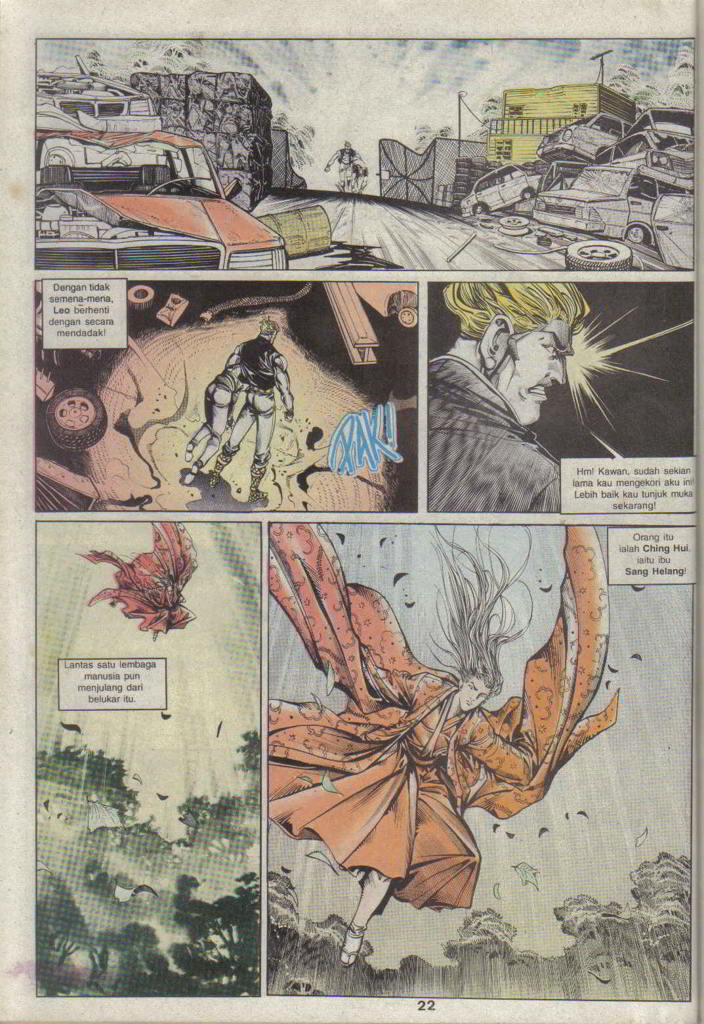 Dengan tidak
semena-mena,
Leo berhenti
dengan secara
mendadak!
PAK!
Hm! Kawan, sudah sekian
lama kau mengekori aku ini!
Lebih baik kau tunjuk muka
sekarang!
Lantas satu lembaga
manusia pun
menjulang dari
belukar itu.
Orang itu
ialah Ching Hui,
iaitu ibu
Sang Helang!
22